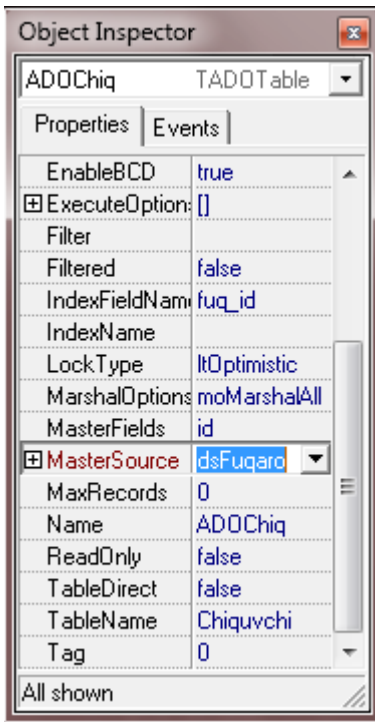 Object Inspector
ADOChiq TADOTable
Properties Events
EnableBCD true
ExecuteOption: []
Filter
Filtered false
IndexFieldNam fuq_id
IndexName
LockType ltOptimistic
MarshalOptions moMarshalAll
MasterFields id
MasterSource dsFuqaro
MaxRecords 0
Name ADOChiq
ReadOnly false
TableDirect false
TableName Chiquvchi
Tag 0
All shown